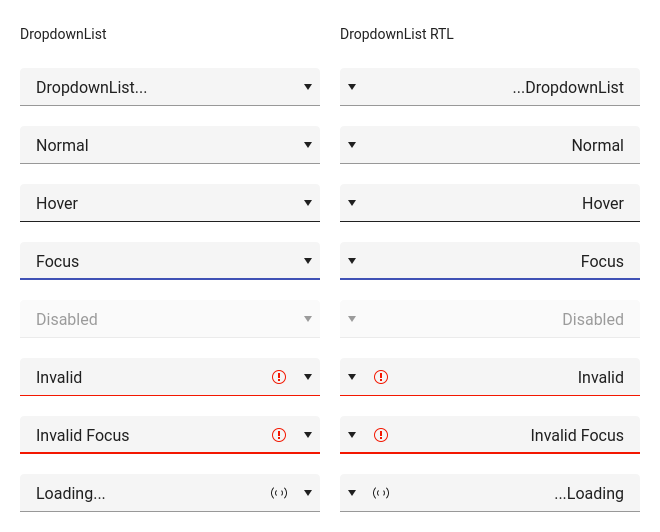 DropdownList
DropdownList RTL
DropdownList...
...DropdownList
Normal
Normal
Hover
Hover
Focus
Focus
Disabled
Disabled
Invalid
Invalid
Invalid Focus
Invalid Focus
Loading...
...Loading